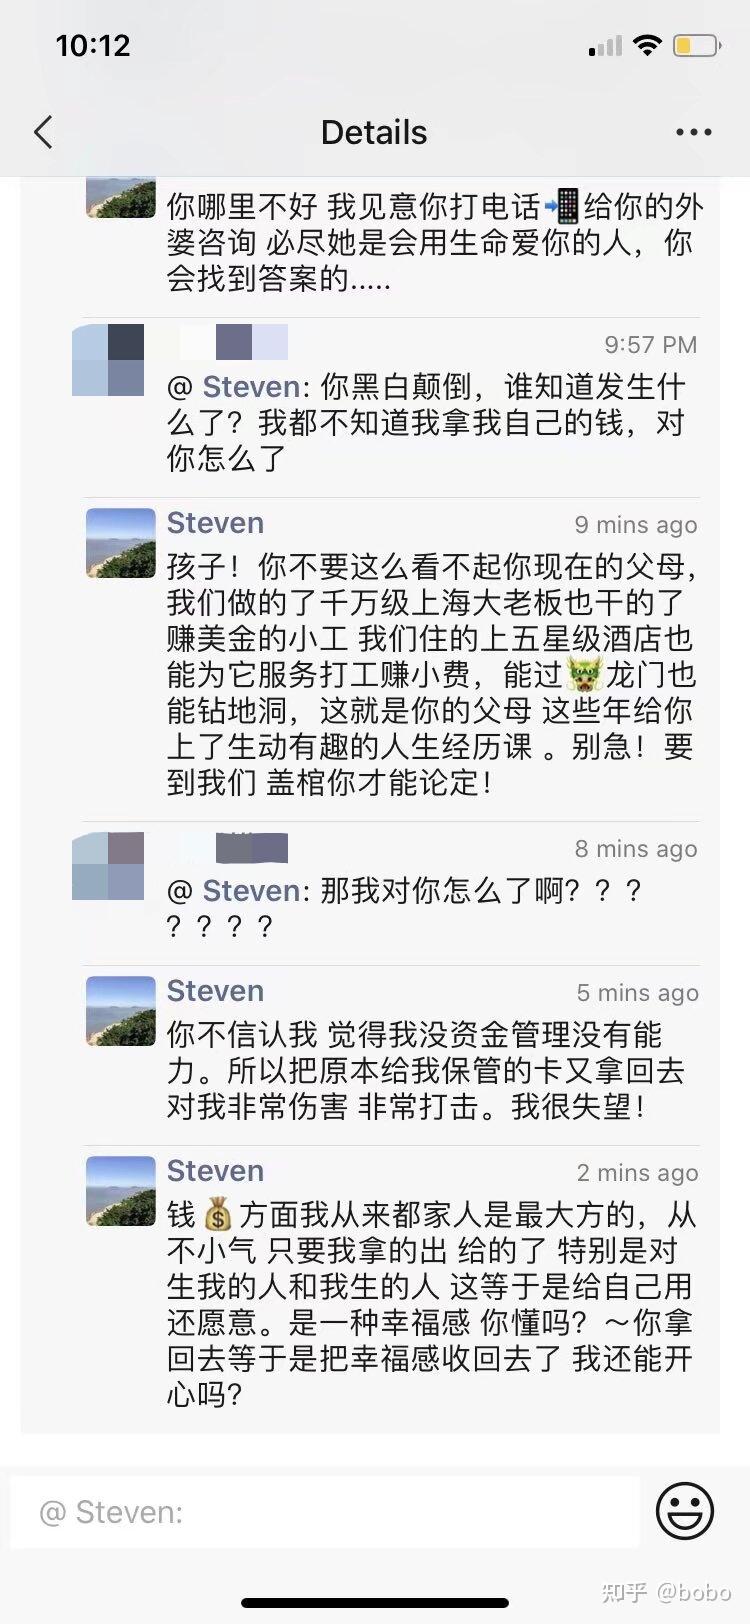 10:12
Details
你哪里不好 我见意你打电话📲给你的外
婆咨询 必尽她是会用生命爱你的人，你
会找到答案的.....
9:57 PM
@ Steven: 你黑白颠倒，谁知道发生什
么了？我都不知道我拿我自己的钱，对
你怎么了
Steven
9 mins ago
孩子！你不要这么看不起你现在的父母，
我们做的了千万级上海大老板也干的了
赚美金的小工 我们住的上五星级酒店也
能为它服务打工赚小费，能过🐲龙门也
能钻地洞，这就是你的父母 这些年给你
上了生动有趣的人生经历课 。别急！要
到我们 盖棺你才能论定！
8 mins ago
@ Steven: 那我对你怎么了啊？？？
？？？？
Steven
5 mins ago
你不信认我 觉得我没资金管理没有能
力。所以把原本给我保管的卡又拿回去
对我非常伤害 非常打击。我很失望！
Steven
2 mins ago
钱💰方面我从来都家人是最大方的，从
不小气 只要我拿的出 给的了 特别是对
生我的人和我生的人 这等于是给自己用
还愿意。是一种幸福感 你懂吗？～你拿
回去等于是把幸福感收回去了 我还能开
心吗？
@ Steven:
知乎 @bobo